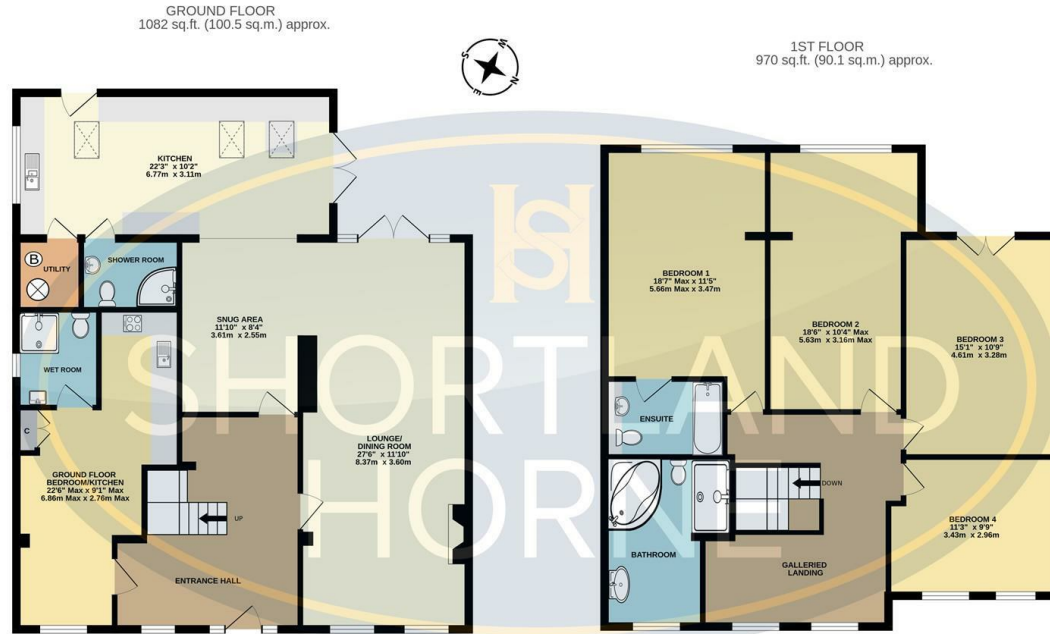 GROUND FLOOR
1082 sq.ft. (100.5 sq.m.) approx.
1ST FLOOR
970 sq.ft. (90.1 sq.m.) approx.
S
W
E
N
KITCHEN
22'3" x 10'2"
6.77m x 3.11m
B
UTILITY
SHOWER ROOM
SNUG AREA
11'10" x 8'4"
3.61m x 2.55m
WET ROOM
C
GROUND FLOOR
BEDROOM/KITCHEN
22'6" Max x 9'1" Max
6.86m Max x 2.76m Max
LOUNGE/
DINING ROOM
27'6" x 11'10"
8.37m x 3.60m
UP
ENTRANCE HALL
BEDROOM 1
18'7" Max x 11'5"
5.66m Max x 3.47m
BEDROOM 2
18'6" x 10'4" Max
5.63m x 3.16m Max
BEDROOM 3
15'1" x 10'9"
4.61m x 3.28m
ENSUITE
DOWN
BEDROOM 4
11'3" x 9'9"
3.43m x 2.96m
BATHROOM
GALLERIED
LANDING
SH
SHORTLAND
HORNE